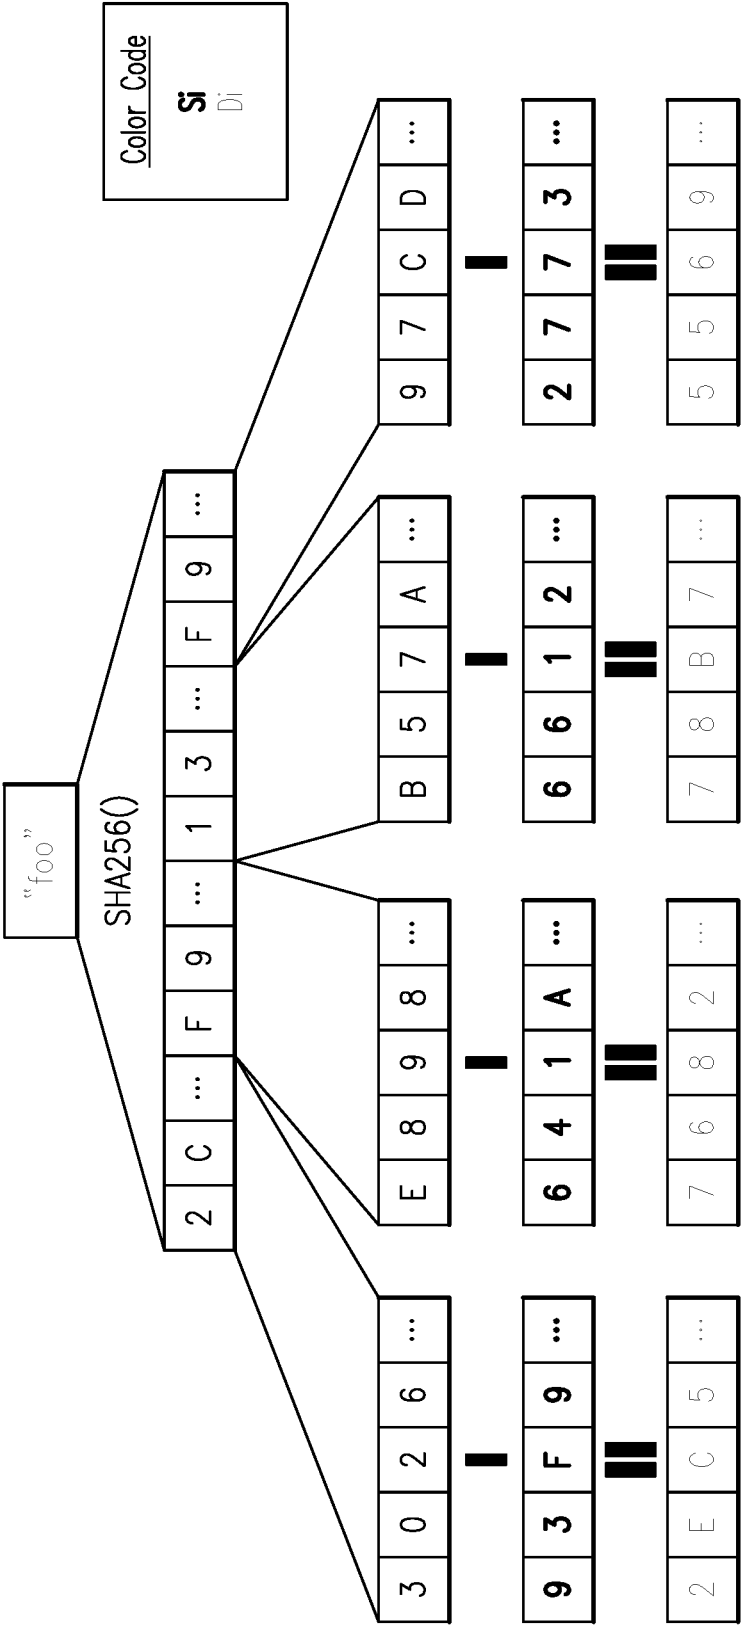 "foo"
Color Code
Si
Di
SHA256()
2 C ... F 9 ... 1 3 ... F 9 ...
3 0 2 6 ... E 8 9 8 ... B 5 7 A ... 9 7 C D ...
- - - -
9 3 F 9 ... 6 4 1 A ... 6 6 1 2 ... 2 7 7 3 ...
= = = =
2 E C 5 ... 7 6 8 2 ... 7 8 B 7 ... 5 5 6 9 ...